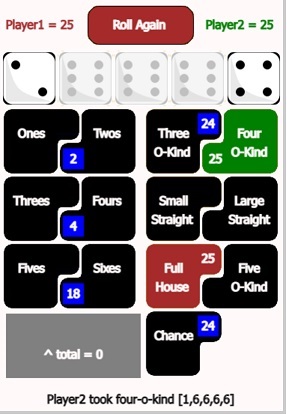 Player1 = 25 Roll Again Player2 = 25
Ones Twos Three O-Kind 24 Four O-Kind
2 25
Threes Fours Small Straight Large Straight
4
Fives Sixes Full House 25 Five O-Kind
18
^ total = 0 Chance 24
Player2 took four-o-kind [1,6,6,6,6]